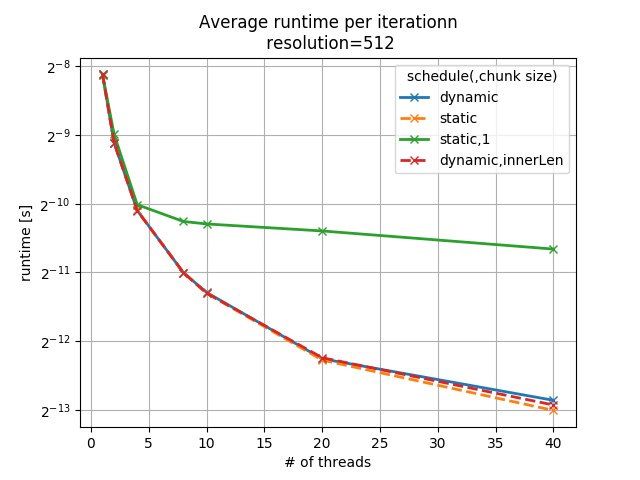 Average runtime per iterationn
resolution=512
schedule(,chunk size)
dynamic
static
static,1
dynamic,innerLen
runtime [s]
2⁻⁸
2⁻⁹
2⁻¹⁰
2⁻¹¹
2⁻¹²
2⁻¹³
0 5 10 15 20 25 30 35 40
# of threads